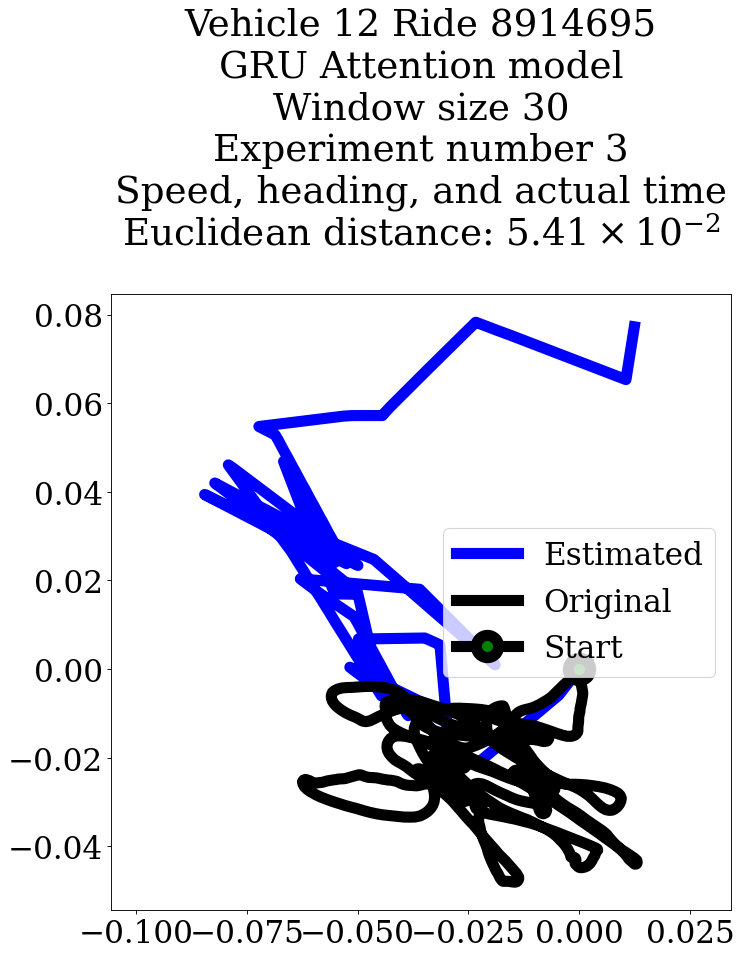 Vehicle 12 Ride 8914695
GRU Attention model
Window size 30
Experiment number 3
Speed, heading, and actual time
Euclidean distance: 5.41 × 10⁻²
0.08
0.06
0.04
0.02
0.00
−0.02
−0.04
Estimated
Original
Start
−0.100 −0.075 −0.050 −0.025 0.000 0.025